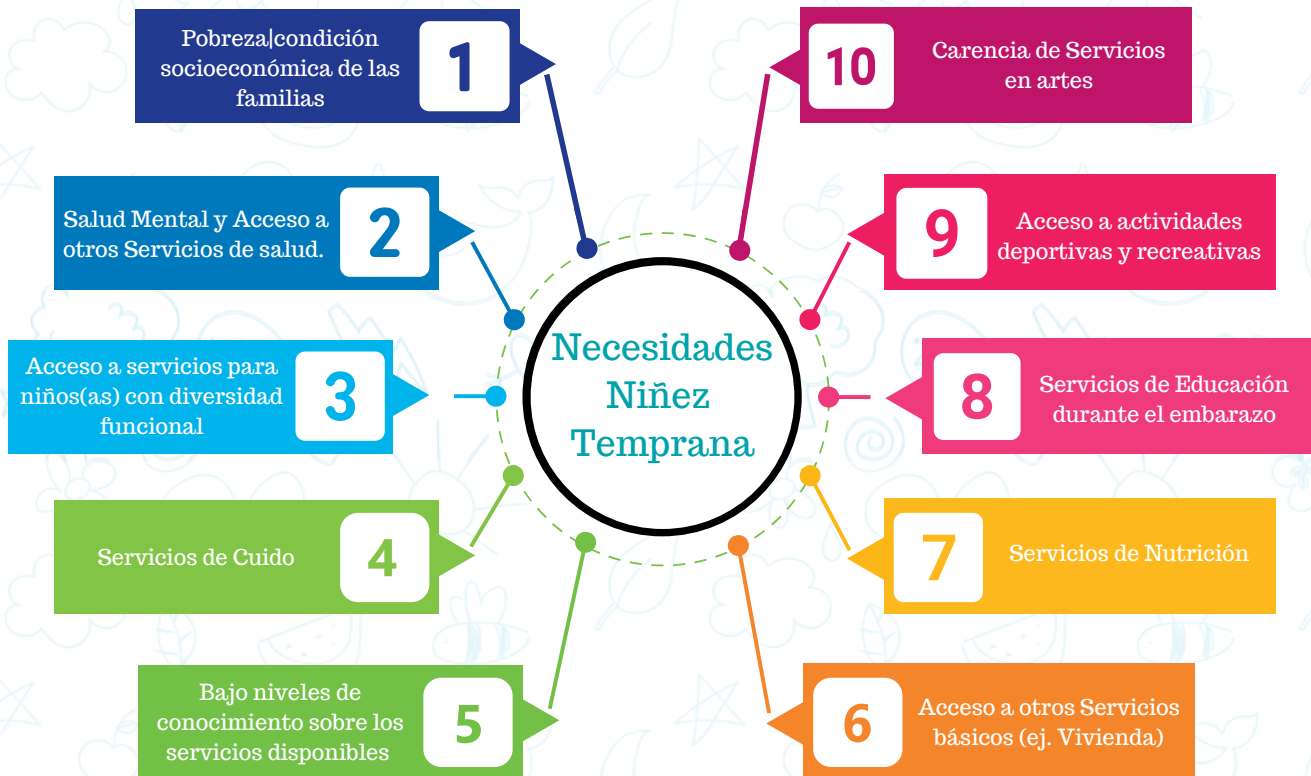 Pobreza|condición
socioeconómica de las
familias
1
Salud Mental y Acceso a
otros Servicios de salud.
2
Acceso a servicios para
niños(as) con diversidad
funcional
3
Servicios de Cuido
4
Bajo niveles de
conocimiento sobre los
servicios disponibles
5
Necesidades
Niñez
Temprana
10
Carencia de Servicios
en artes
9
Acceso a actividades
deportivas y recreativas
8
Servicios de Educación
durante el embarazo
7
Servicios de Nutrición
6
Acceso a otros Servicios
básicos (ej. Vivienda)